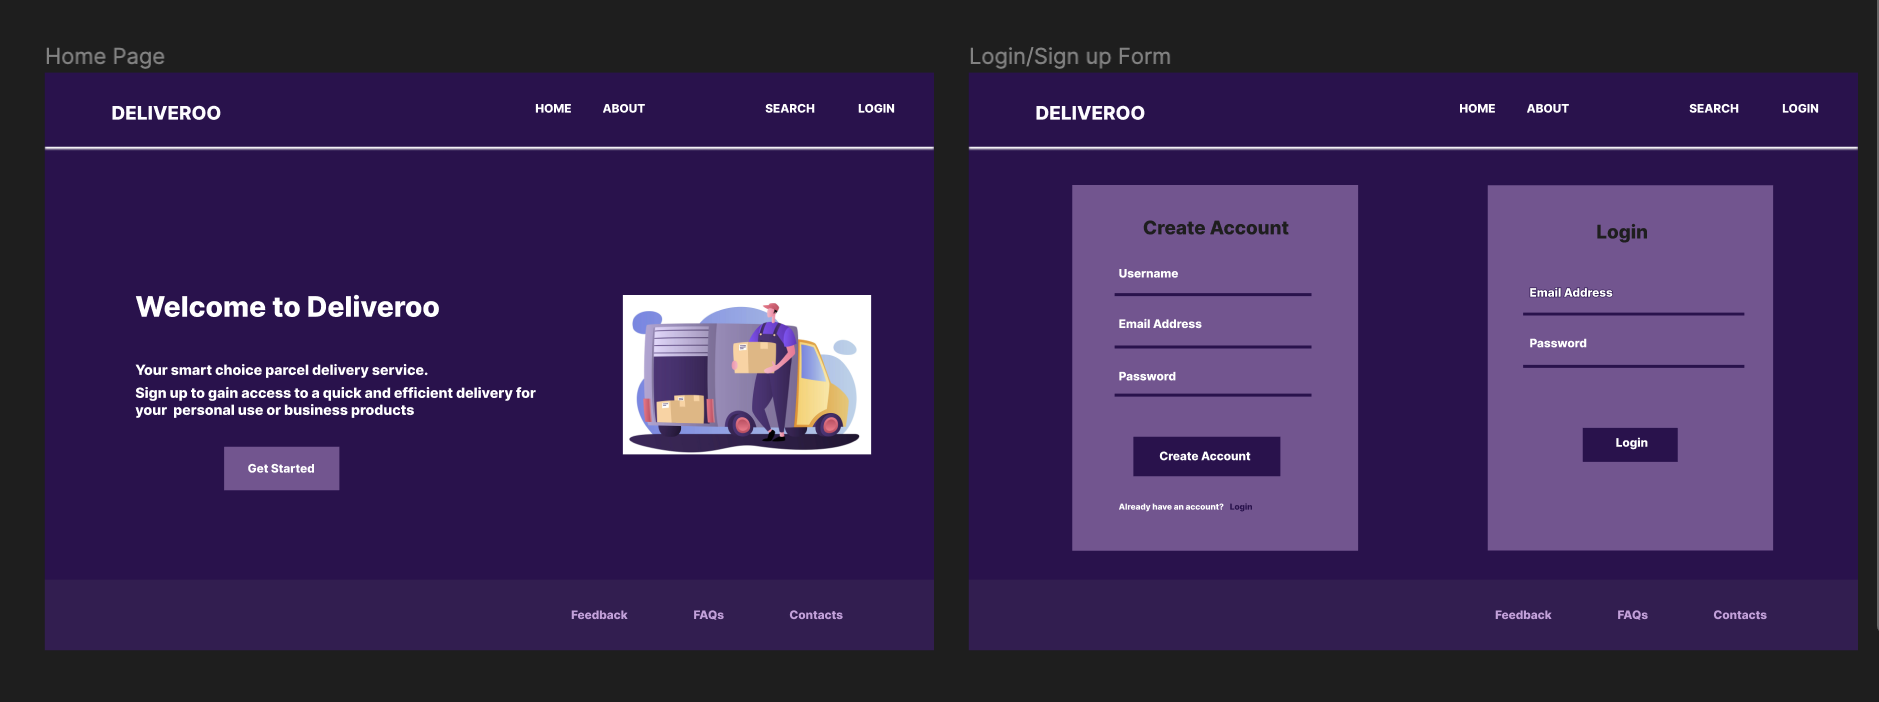 Home Page
DELIVEROO
HOME ABOUT SEARCH LOGIN
Welcome to Deliveroo
Your smart choice parcel delivery service.
Sign up to gain access to a quick and efficient delivery for
your personal use or business products
Get Started
Feedback FAQs Contacts
Login/Sign up Form
DELIVEROO
HOME ABOUT SEARCH LOGIN
Create Account
Username
Email Address
Password
Create Account
Already have an account? Login
Login
Email Address
Password
Login
Feedback FAQs Contacts